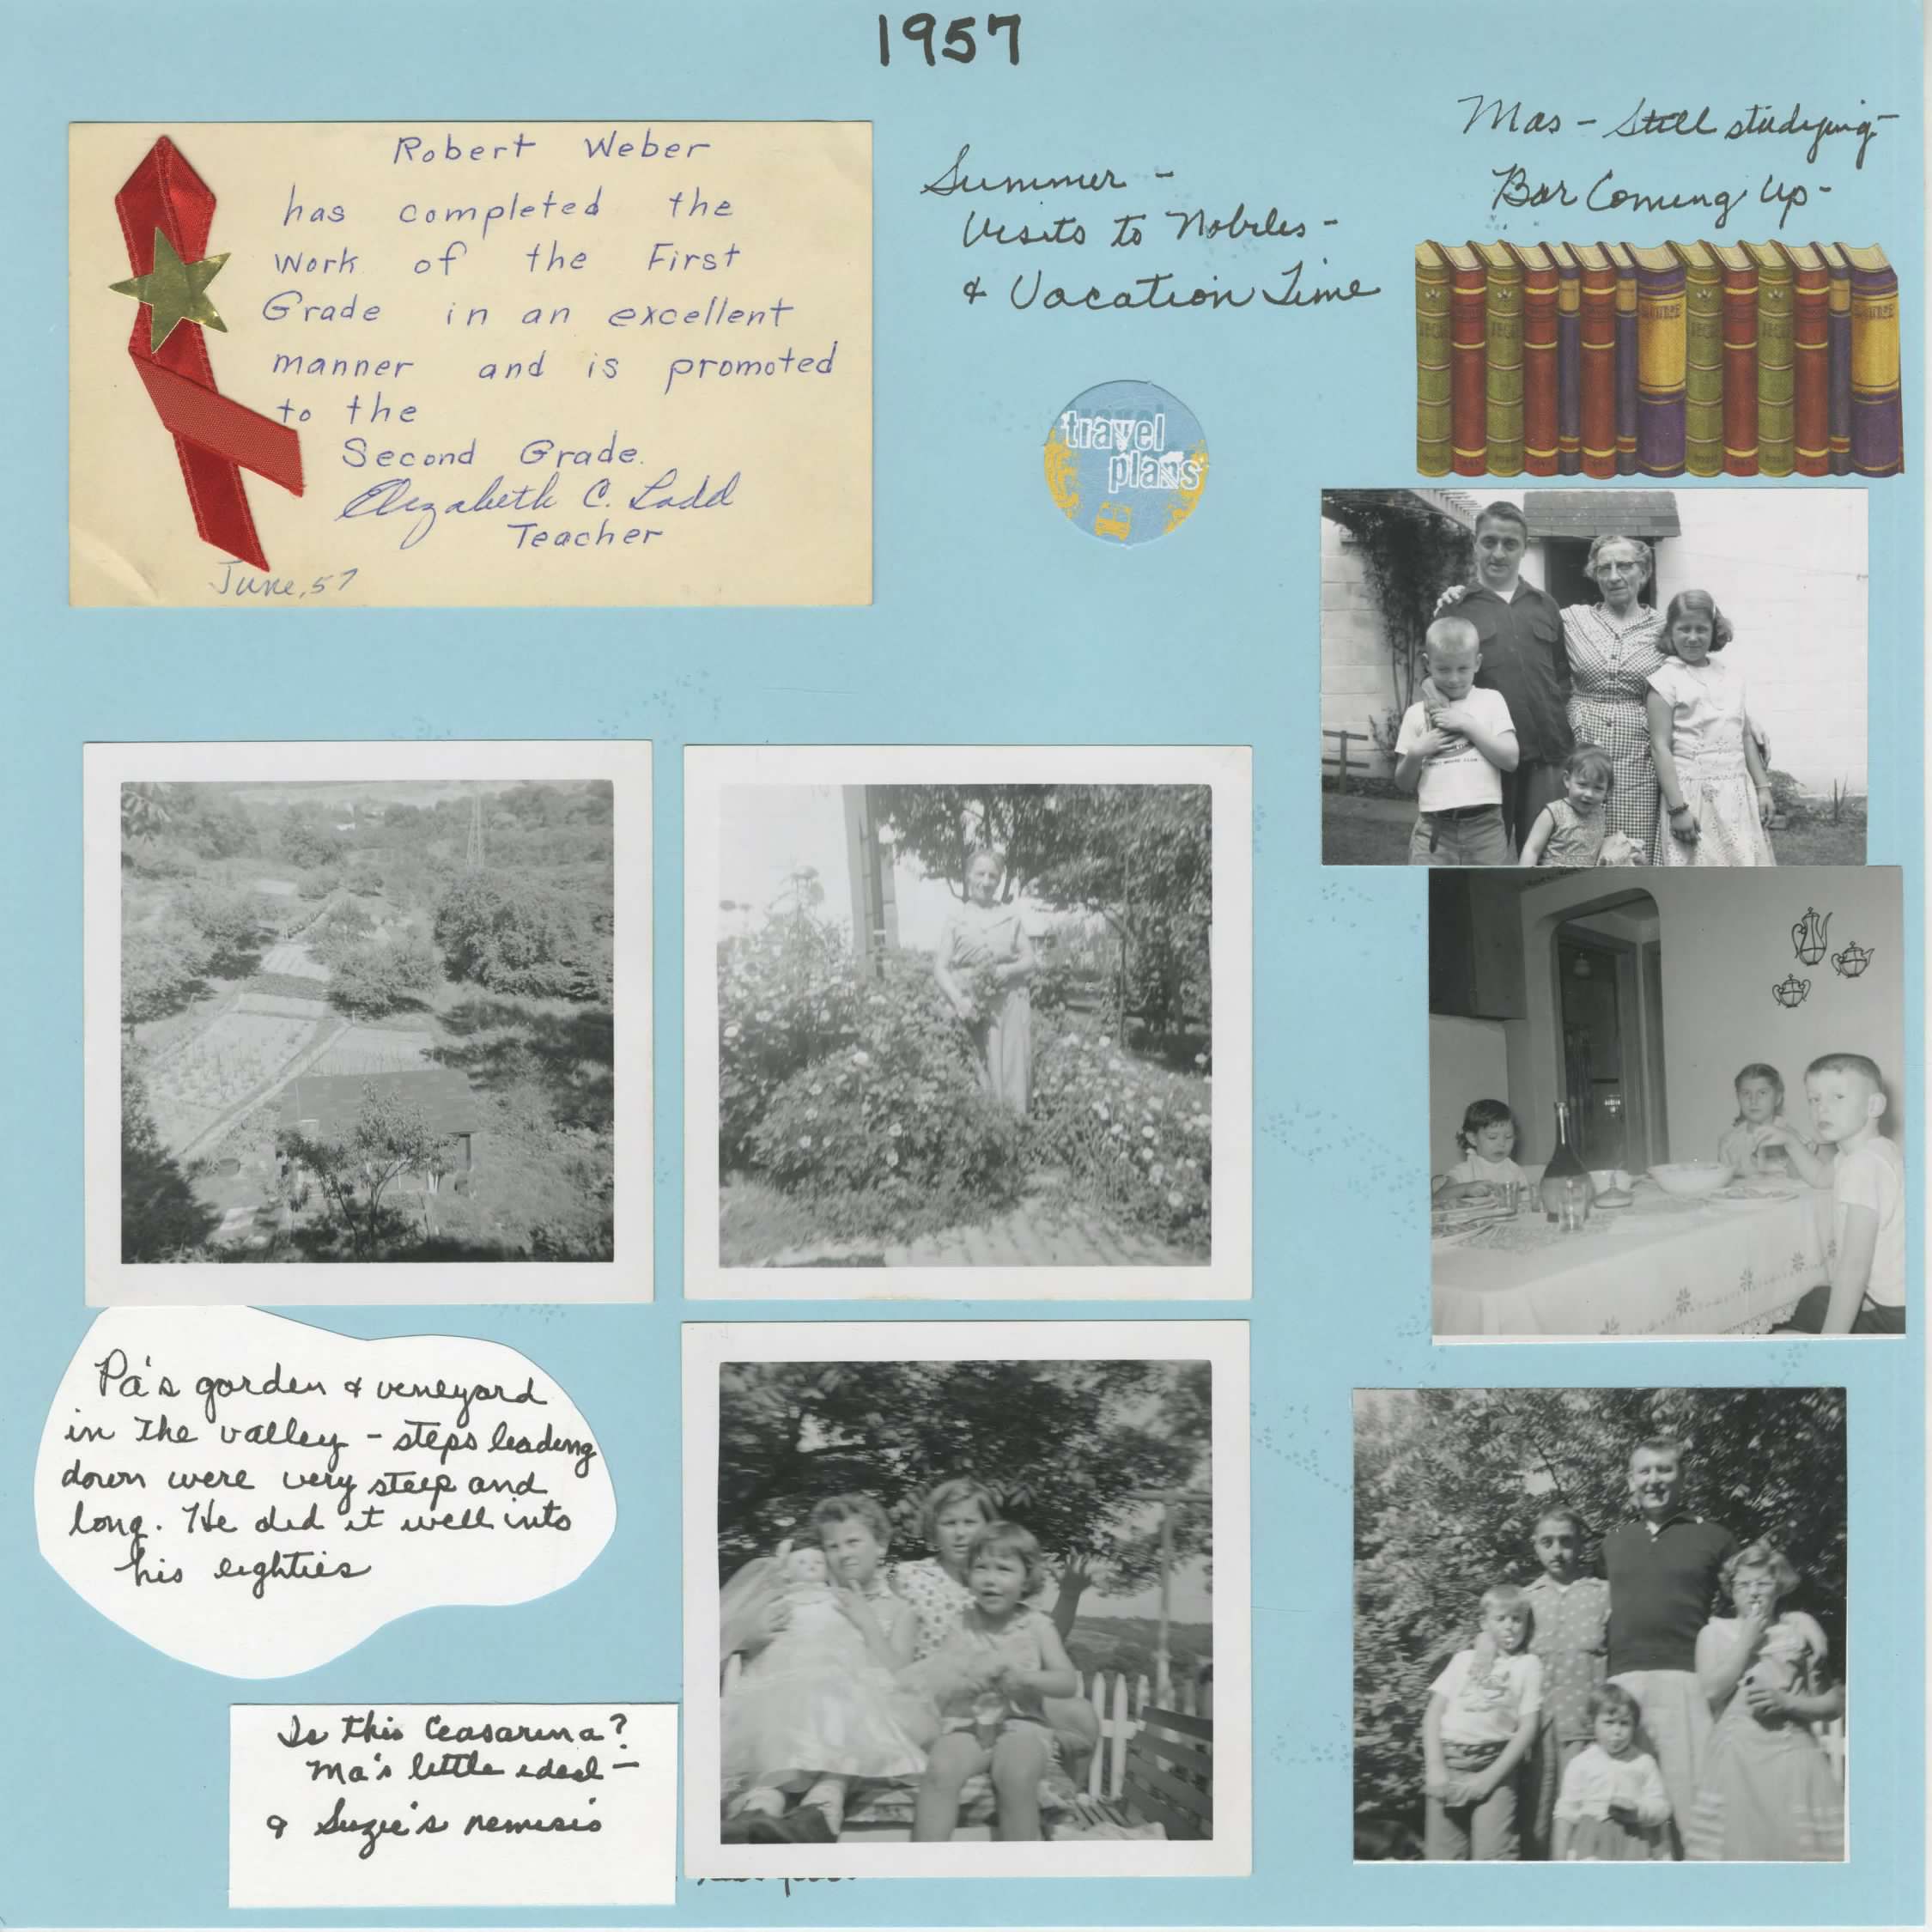 1957
Robert Weber
has completed the
work of the First
Grade in an excellent
manner and is promoted
to the
Second Grade.
Elizabeth C. Ladd
Teacher
June, 57
Summer -
Visits to Nobiles -
& Vacation Time
travel
plans
Mas - Still studying -
Bar Coming Up -
Pa's garden & veneyard
in the valley - steps leading
down were very steep and
long. He did it well into
his eighties
Is this Ceasarina?
Ma's little ideal -
& Suzie's nemesis